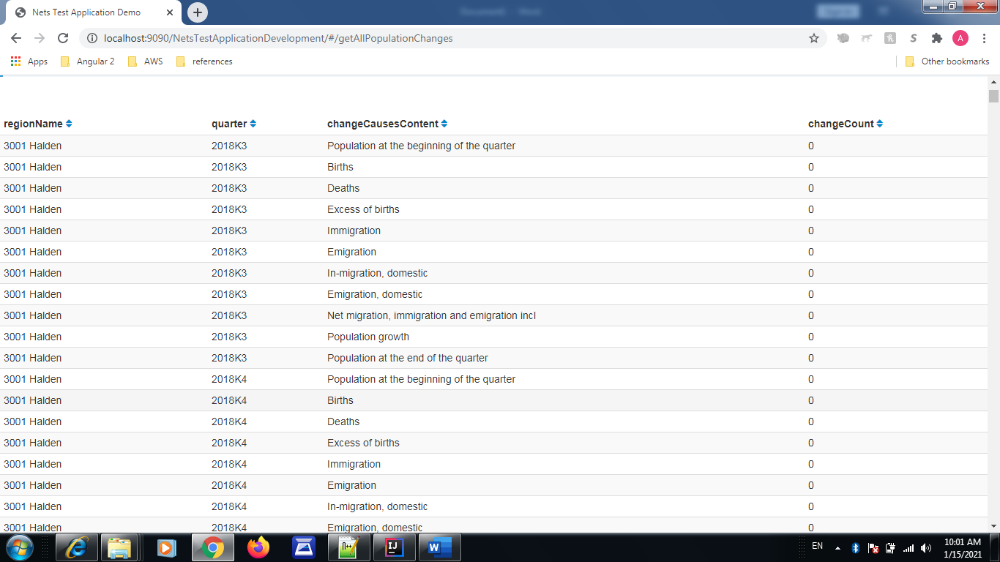 Nets Test Application Demo
localhost:9090/NetsTestApplicationDevelopment/#/getAllPopulationChanges
A
Apps Angular 2 AWS references Other bookmarks
regionName quarter changeCausesContent changeCount
3001 Halden 2018K3 Population at the beginning of the quarter 0
3001 Halden 2018K3 Births 0
3001 Halden 2018K3 Deaths 0
3001 Halden 2018K3 Excess of births 0
3001 Halden 2018K3 Immigration 0
3001 Halden 2018K3 Emigration 0
3001 Halden 2018K3 In-migration, domestic 0
3001 Halden 2018K3 Emigration, domestic 0
3001 Halden 2018K3 Net migration, immigration and emigration incl 0
3001 Halden 2018K3 Population growth 0
3001 Halden 2018K3 Population at the end of the quarter 0
3001 Halden 2018K4 Population at the beginning of the quarter 0
3001 Halden 2018K4 Births 0
3001 Halden 2018K4 Deaths 0
3001 Halden 2018K4 Excess of births 0
3001 Halden 2018K4 Immigration 0
3001 Halden 2018K4 Emigration 0
3001 Halden 2018K4 In-migration, domestic 0
3001 Halden 2018K4 Emigration, domestic 0
EN 10:01 AM
1/15/2021